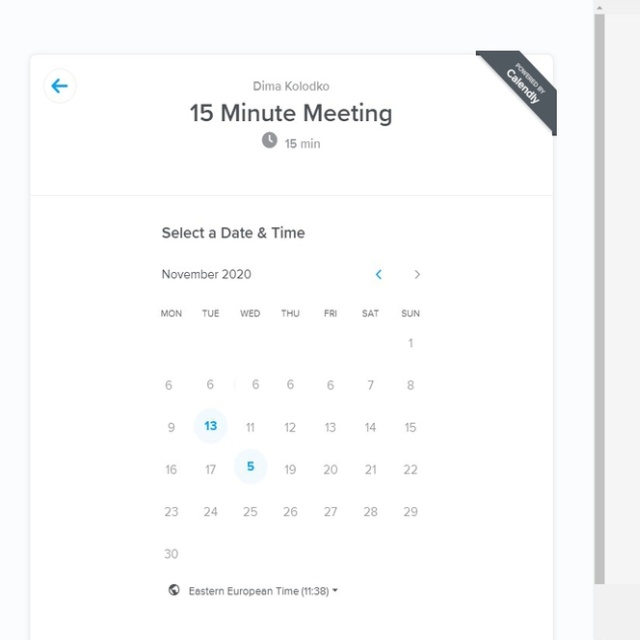 POWERED BY
Calendly
Dima Kolodko
15 Minute Meeting
15 min
Select a Date & Time
November 2020
MON TUE WED THU FRI SAT SUN
1
6 6 6 6 6 7 8
9 13 11 12 13 14 15
16 17 5 19 20 21 22
23 24 25 26 27 28 29
30
Eastern European Time (11:38)